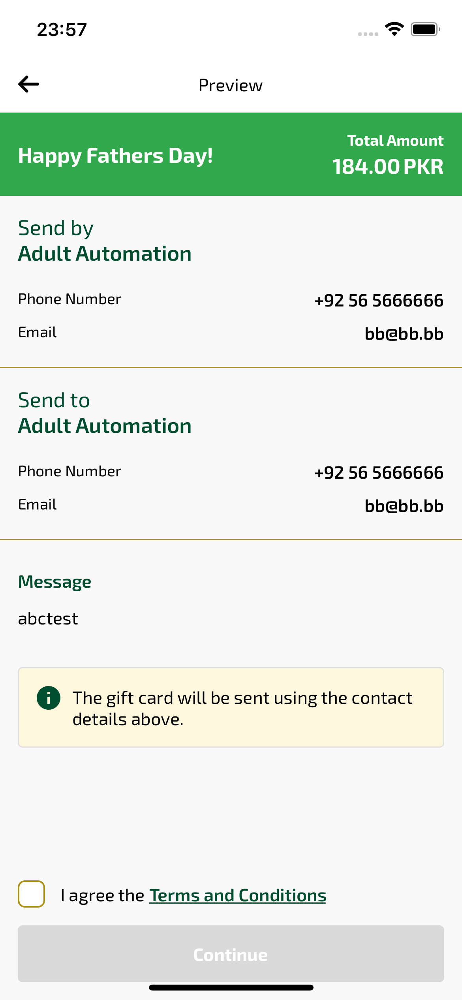 23:57
Preview
Happy Fathers Day!
Total Amount
184.00 PKR
Send by
Adult Automation
Phone Number +92 56 5666666
Email bb@bb.bb
Send to
Adult Automation
Phone Number +92 56 5666666
Email bb@bb.bb
Message
abctest
The gift card will be sent using the contact
details above.
I agree the Terms and Conditions
Continue